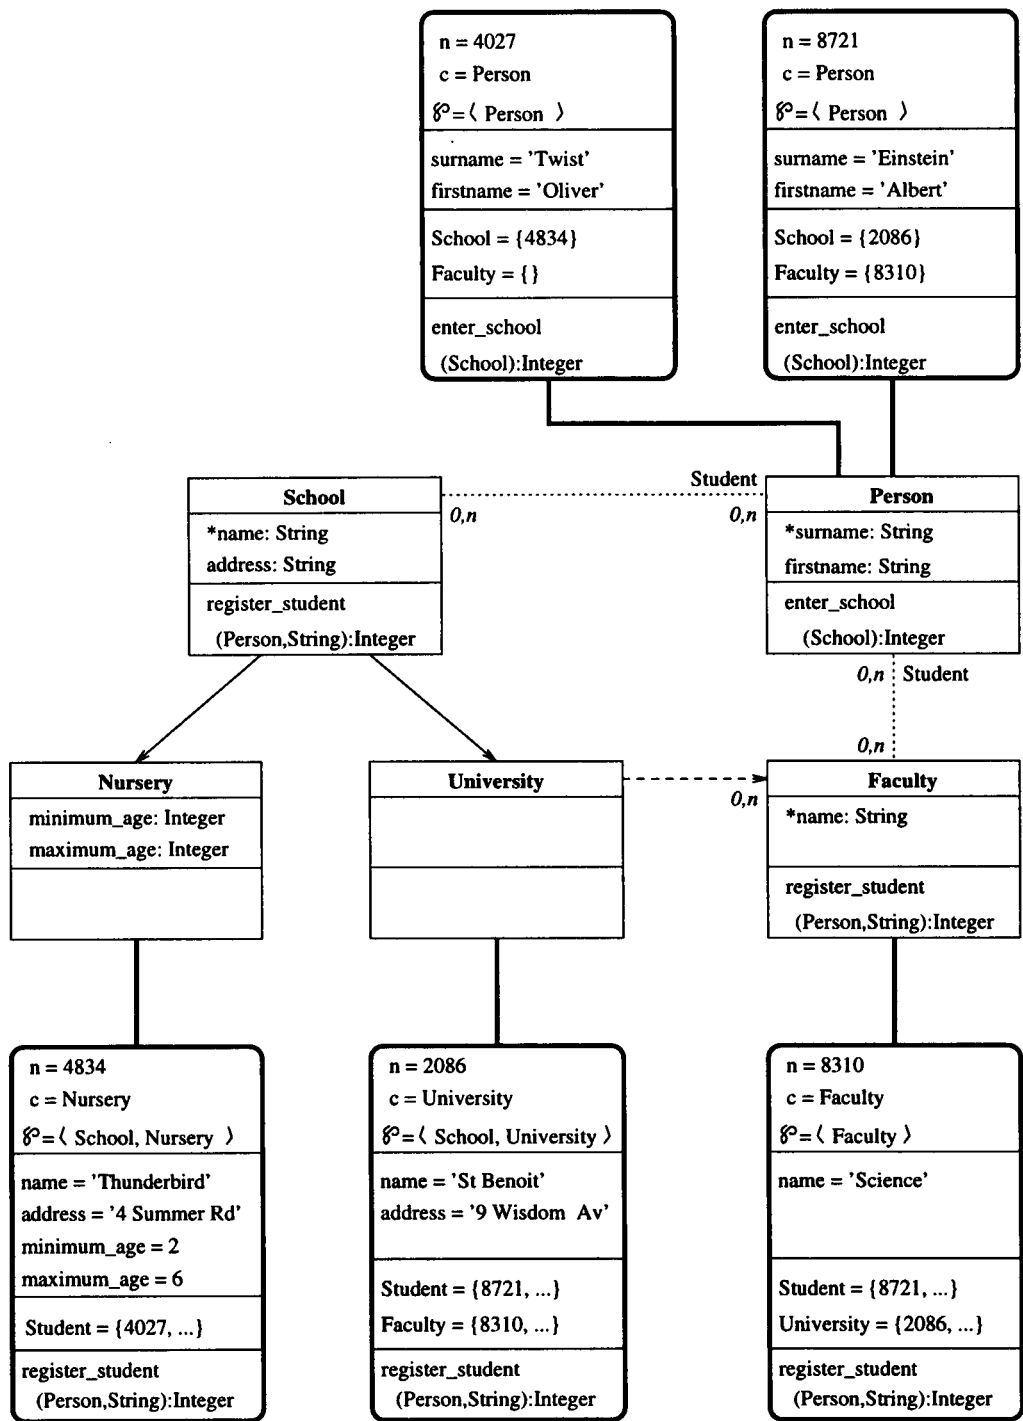 n = 4027
c = Person
℘=⟨ Person ⟩
surname = 'Twist'
firstname = 'Oliver'
School = {4834}
Faculty = {}
enter_school
(School):Integer
n = 8721
c = Person
℘=⟨ Person ⟩
surname = 'Einstein'
firstname = 'Albert'
School = {2086}
Faculty = {8310}
enter_school
(School):Integer
School
*name: String
address: String
register_student
(Person,String):Integer
0,n
Student
0,n
Person
*surname: String
firstname: String
enter_school
(School):Integer
0,n Student
0,n
Nursery
minimum_age: Integer
maximum_age: Integer
University
0,n
Faculty
*name: String
register_student
(Person,String):Integer
n = 4834
c = Nursery
℘=⟨ School, Nursery ⟩
name = 'Thunderbird'
address = '4 Summer Rd'
minimum_age = 2
maximum_age = 6
Student = {4027, ...}
register_student
(Person,String):Integer
n = 2086
c = University
℘=⟨ School, University ⟩
name = 'St Benoit'
address = '9 Wisdom Av'
Student = {8721, ...}
Faculty = {8310, ...}
register_student
(Person,String):Integer
n = 8310
c = Faculty
℘=⟨ Faculty ⟩
name = 'Science'
Student = {8721, ...}
University = {2086, ...}
register_student
(Person,String):Integer